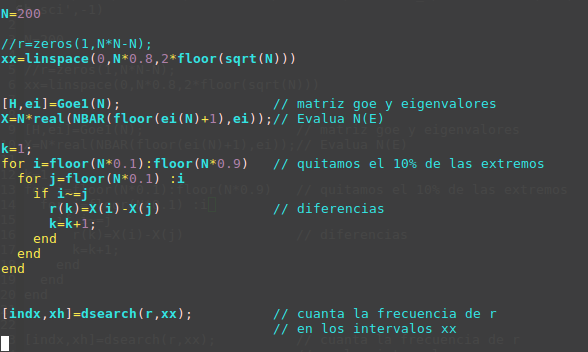 N=200
//r=zeros(1,N*N-N);
xx=linspace(0,N*0.8,2*floor(sqrt(N)))
[H,ei]=Goe1(N); // matriz goe y eigenvalores
X=N*real(NBAR(floor(ei(N)+1),ei));// Evalua N(E)
k=1;
for i=floor(N*0.1):floor(N*0.9) // quitamos el 10% de las extremos
for j=floor(N*0.1) :i
if i~=j
r(k)=X(i)-X(j) // diferencias
k=k+1;
end
end
end
[indx,xh]=dsearch(r,xx); // cuanta la frecuencia de r
// en los intervalos xx